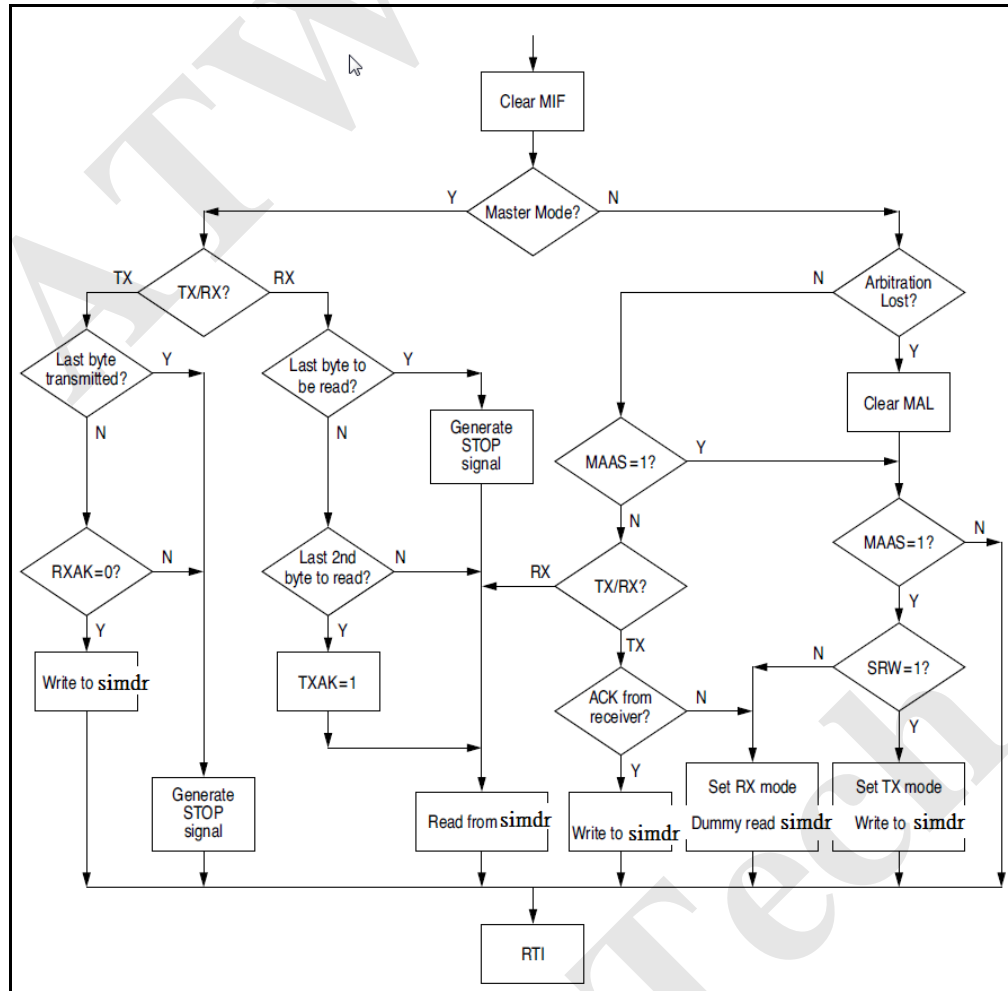 Clear MIF
Master Mode?
Y
N
TX/RX?
TX
RX
Arbitration
Lost?
N
Y
Last byte
transmitted?
Y
N
Last byte to
be read?
Y
N
Clear MAL
Generate
STOP
signal
MAAS=1?
Y
N
MAAS=1?
N
Y
RXAK=0?
N
Y
Last 2nd
byte to read?
N
Y
TX/RX?
RX
TX
SRW=1?
N
Y
Write to simdr
TXAK=1
ACK from
receiver?
N
Y
Generate
STOP
signal
Read from simdr
Write to simdr
Set RX mode
Dummy read simdr
Set TX mode
Write to simdr
RTI
ATW
Tech